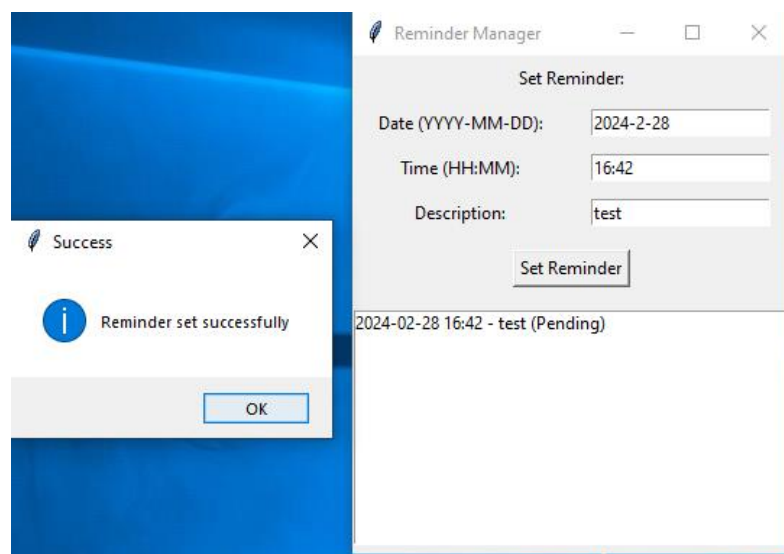 Reminder Manager
Set Reminder:
Date (YYYY-MM-DD): 2024-2-28
Time (HH:MM): 16:42
Description: test
Set Reminder
2024-02-28 16:42 - test (Pending)
Success
Reminder set successfully
OK